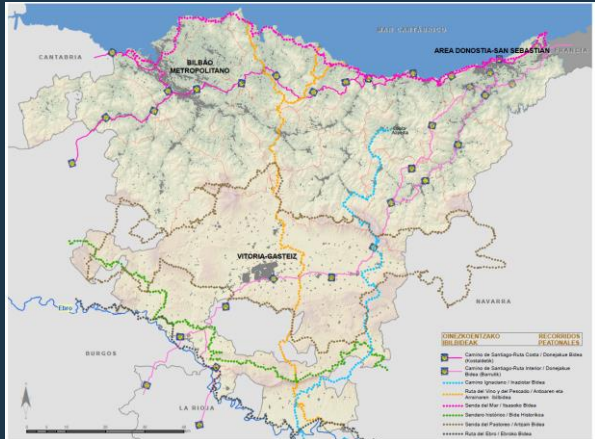 MAR CANTÁBRICO
CANTABRIA
BILBAO
METROPOLITANO
AREA DONOSTIA-SAN SEBASTIAN
FRANCIA
VITORIA-GASTEIZ
NAVARRA
Ebro
BURGOS
LA RIOJA
OINEZKOENTZAKO IBILBIDEAK
RECORRIDOS PEATONALES
Camino de Santiago-Ruta Costa / Donejakue Bidea
(Kostaldetik)
Camino de Santiago-Ruta Interior / Donejakue
Bidea (Barrutik)
Camino Ignaciano / Inaziotar Bidea
Ruta del Vino y del Pescado / Ardoaren eta
Arrainaren Ibilbidea
Senda del Mar / Itsasoko Bidea
Sendero histórico / Bide Historikoa
Senda del Pastoreo / Artzain Bidea
Ruta del Ebro / Ebroko Bidea